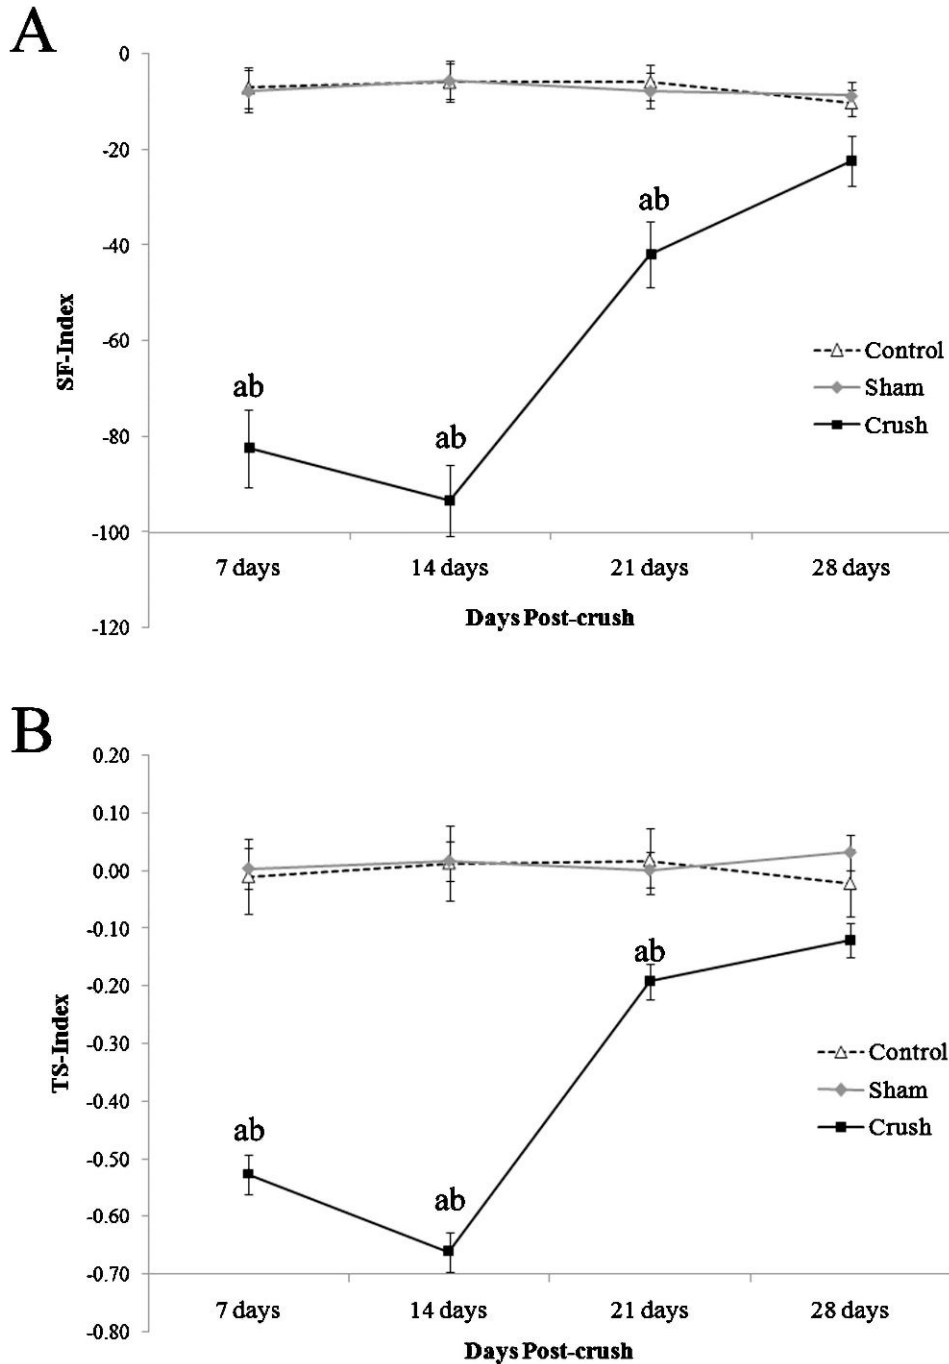 A
0
-20
-40
-60
-80
-100
-120
SF-Index
ab
ab
ab
Control
Sham
Crush
7 days 14 days 21 days 28 days
Days Post-crush
B
0.20
0.10
0.00
-0.10
-0.20
-0.30
-0.40
-0.50
-0.60
-0.70
-0.80
TS-Index
ab
ab
ab
Control
Sham
Crush
7 days 14 days 21 days 28 days
Days Post-crush